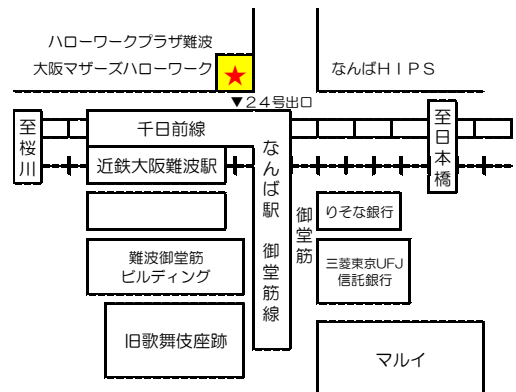 ハローワークプラザ難波
大阪マザーズハローワーク
★
なんばHIPS
▼24号出口
至桜川
千日前線
至日本橋
近鉄大阪難波駅
なんば駅 御堂筋線
御堂筋
りそな銀行
難波御堂筋
ビルディング
三菱東京UFJ
信託銀行
旧歌舞伎座跡
マルイ